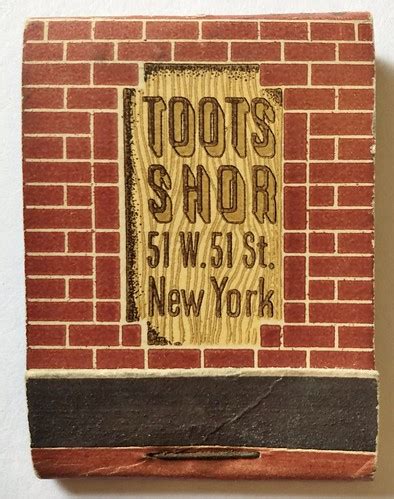 TOOTS
SHOR
51 W. 51 St.
New York